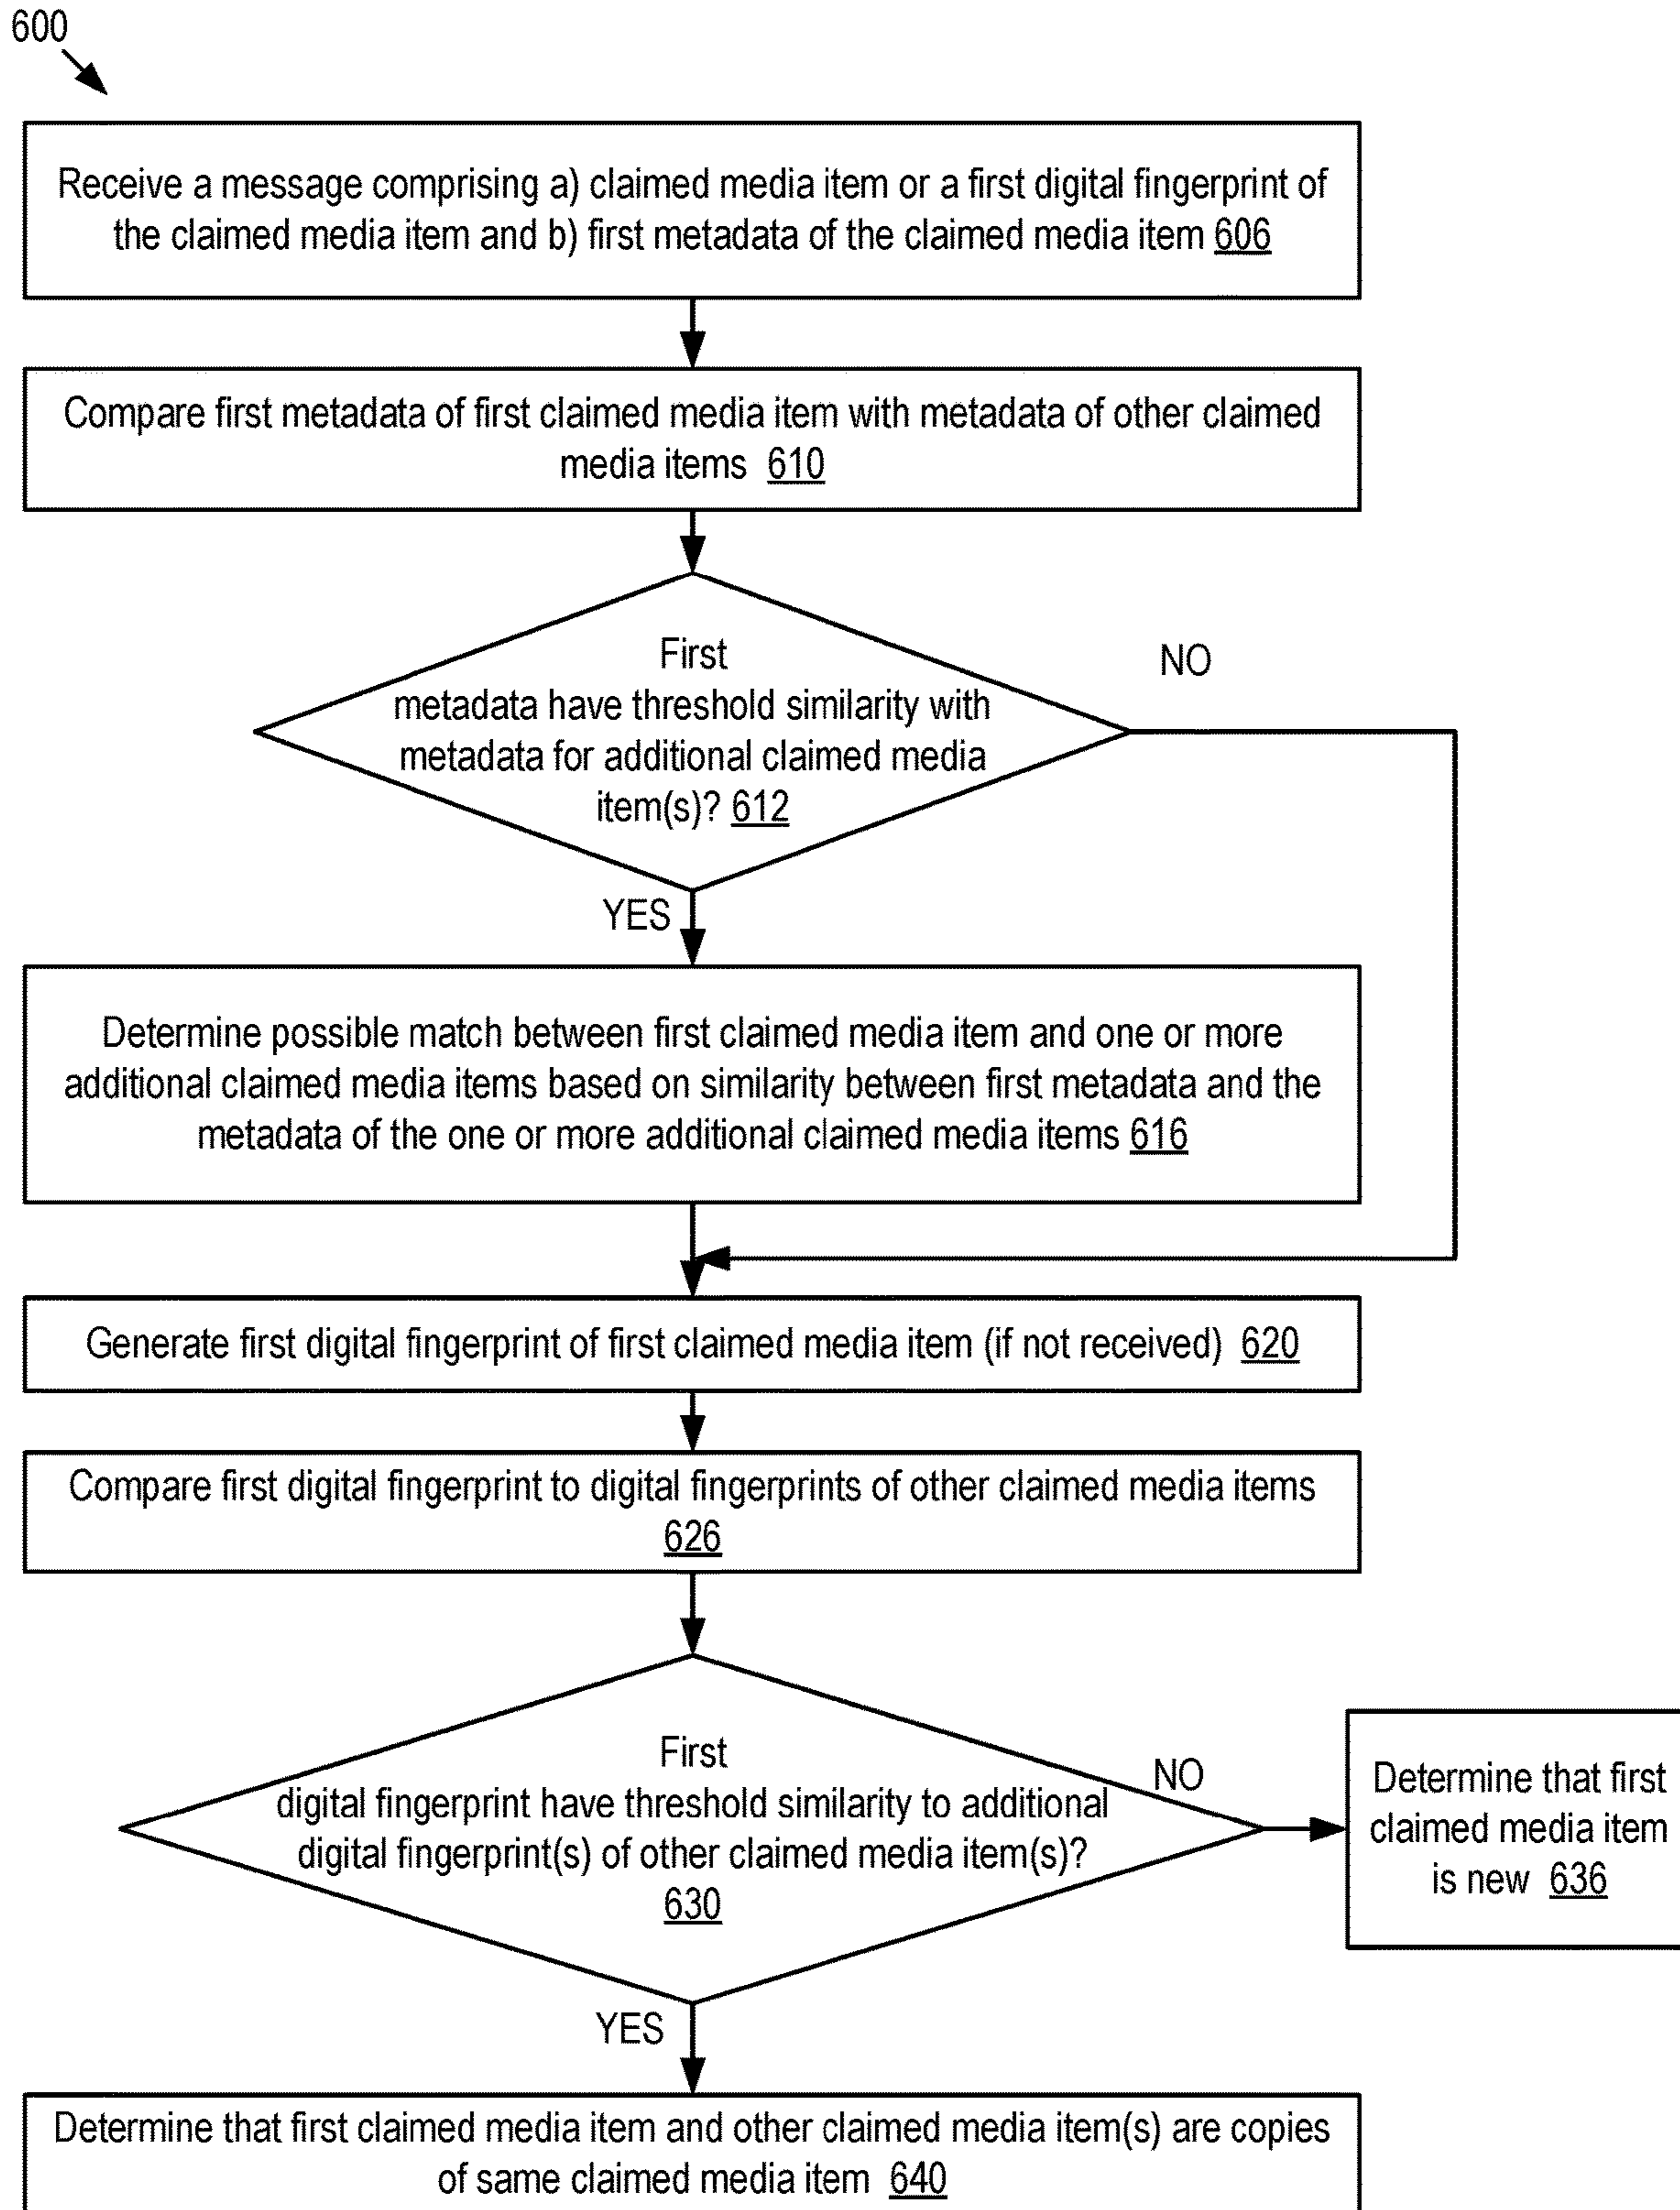 600
Receive a message comprising a) claimed media item or a first digital fingerprint of
the claimed media item and b) first metadata of the claimed media item 606
Compare first metadata of first claimed media item with metadata of other claimed
media items 610
First
metadata have threshold similarity with
metadata for additional claimed media
item(s)? 612
NO
YES
Determine possible match between first claimed media item and one or more
additional claimed media items based on similarity between first metadata and the
metadata of the one or more additional claimed media items 616
Generate first digital fingerprint of first claimed media item (if not received) 620
Compare first digital fingerprint to digital fingerprints of other claimed media items
626
First
digital fingerprint have threshold similarity to additional
digital fingerprint(s) of other claimed media item(s)?
630
NO
Determine that first
claimed media item
is new 636
YES
Determine that first claimed media item and other claimed media item(s) are copies
of same claimed media item 640